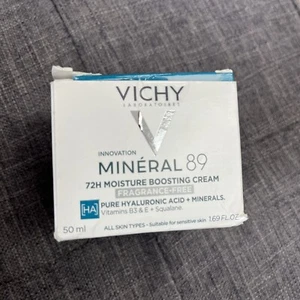 VICHY
LABORATOIRES
INNOVATION
MINÉRAL 89
72H MOISTURE BOOSTING CREAM
FRAGRANCE-FREE
[HA] PURE HYALURONIC ACID + MINERALS.
Vitamins B3 & E + Squalane.
50 ml
ALL SKIN TYPES - Suitable for sensitive skin
1.69 FL.OZ